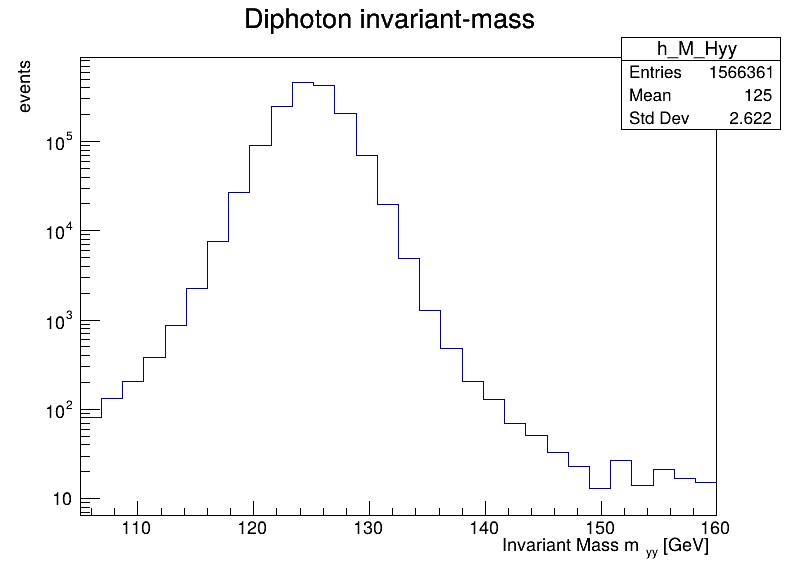 Diphoton invariant-mass
h_M_Hyy
Entries 1566361
Mean 125
Std Dev 2.622
events
10^5
10^4
10^3
10^2
10
110 120 130 140 150 160
Invariant Mass m_yy [GeV]